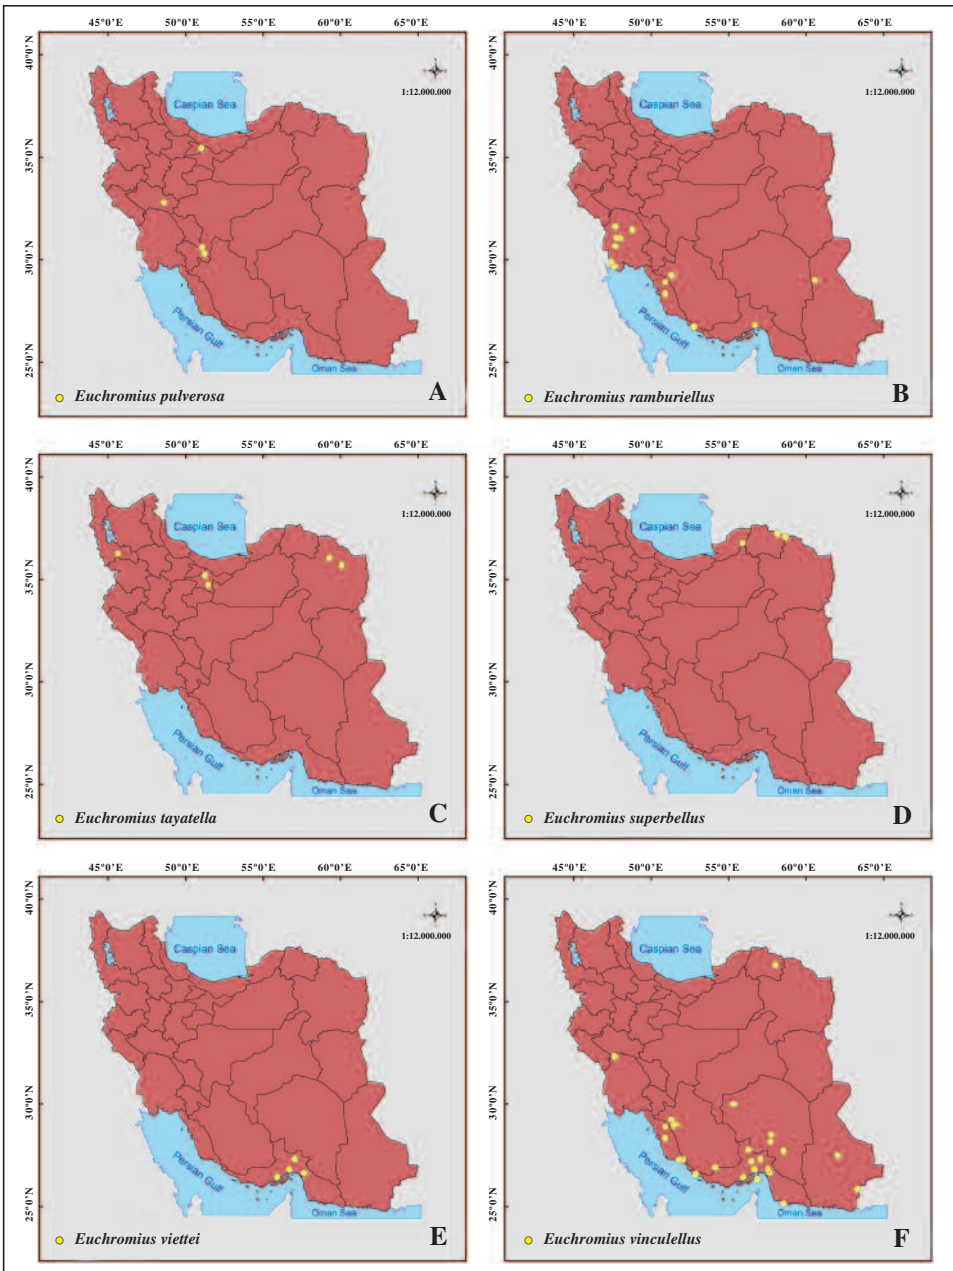 45°0'E 50°0'E 55°0'E 60°0'E 65°0'E
40°0'N
35°0'N
30°0'N
25°0'N
1:12.000.000
Caspian Sea
Persian Gulf
Oman Sea
Euchromius pulverosa
A
45°0'E 50°0'E 55°0'E 60°0'E 65°0'E
40°0'N
35°0'N
30°0'N
25°0'N
1:12.000.000
Caspian Sea
Persian Gulf
Oman Sea
Euchromius ramburiellus
B
45°0'E 50°0'E 55°0'E 60°0'E 65°0'E
40°0'N
35°0'N
30°0'N
25°0'N
1:12.000.000
Caspian Sea
Persian Gulf
Oman Sea
Euchromius tayatella
C
45°0'E 50°0'E 55°0'E 60°0'E 65°0'E
40°0'N
35°0'N
30°0'N
25°0'N
1:12.000.000
Caspian Sea
Persian Gulf
Oman Sea
Euchromius superbellus
D
45°0'E 50°0'E 55°0'E 60°0'E 65°0'E
40°0'N
35°0'N
30°0'N
25°0'N
1:12.000.000
Caspian Sea
Persian Gulf
Oman Sea
Euchromius viettei
E
45°0'E 50°0'E 55°0'E 60°0'E 65°0'E
40°0'N
35°0'N
30°0'N
25°0'N
1:12.000.000
Caspian Sea
Persian Gulf
Oman Sea
Euchromius vinculellus
F